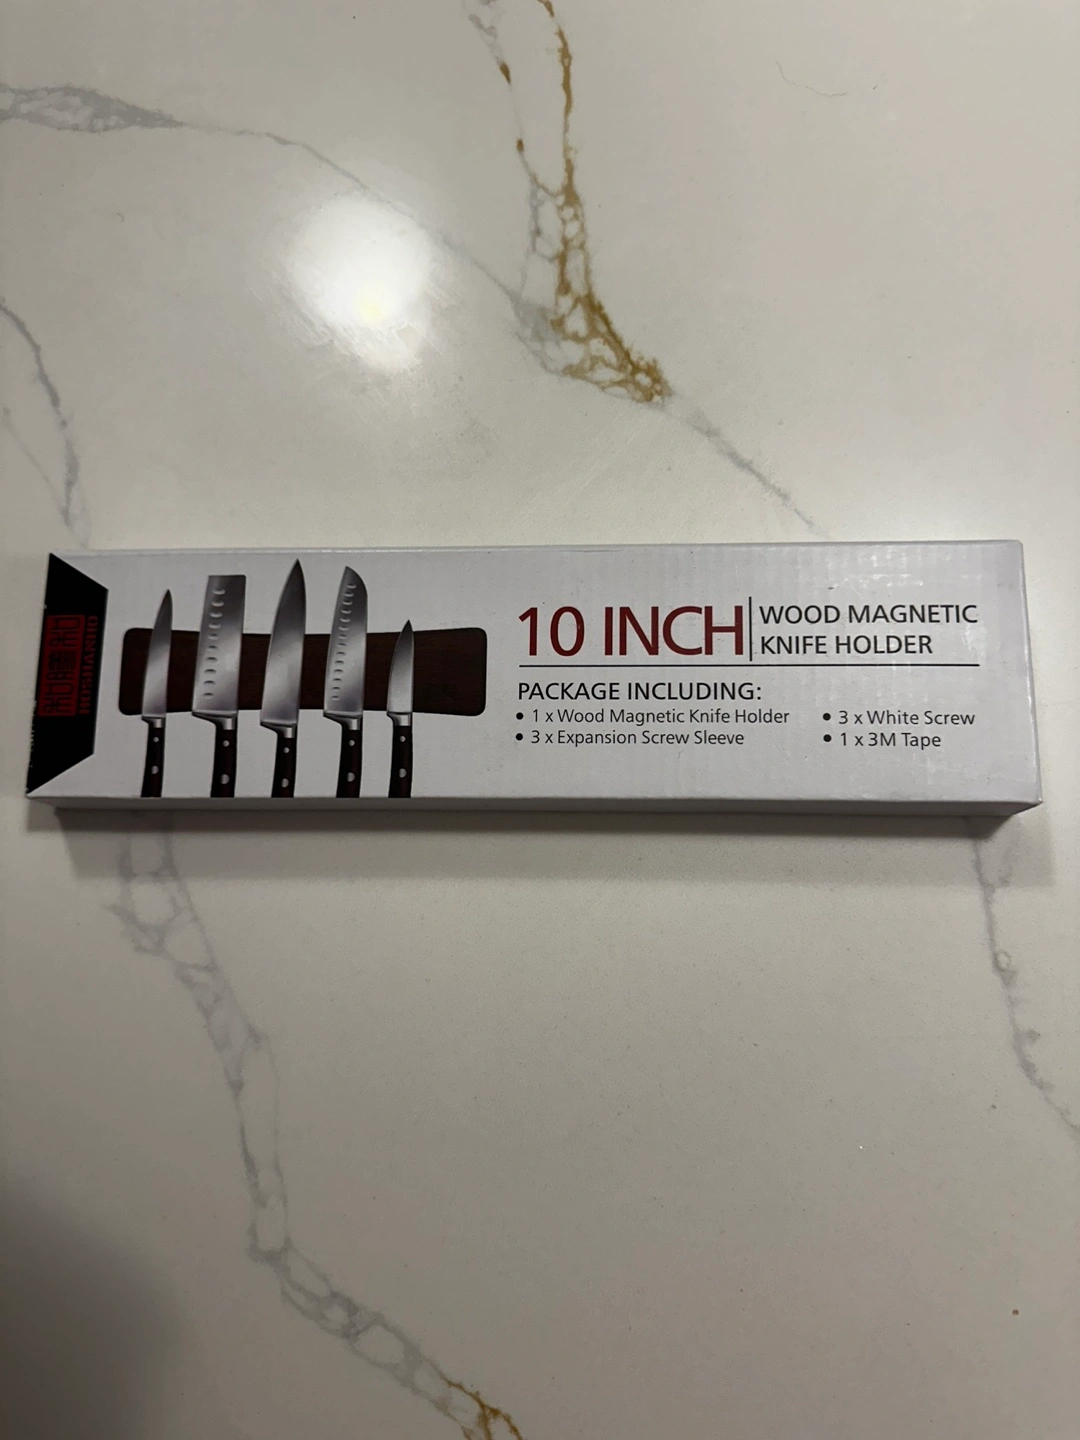 HOSHANHO
10 INCH
WOOD MAGNETIC
KNIFE HOLDER
PACKAGE INCLUDING:
• 1 x Wood Magnetic Knife Holder
• 3 x Expansion Screw Sleeve
• 3 x White Screw
• 1 x 3M Tape